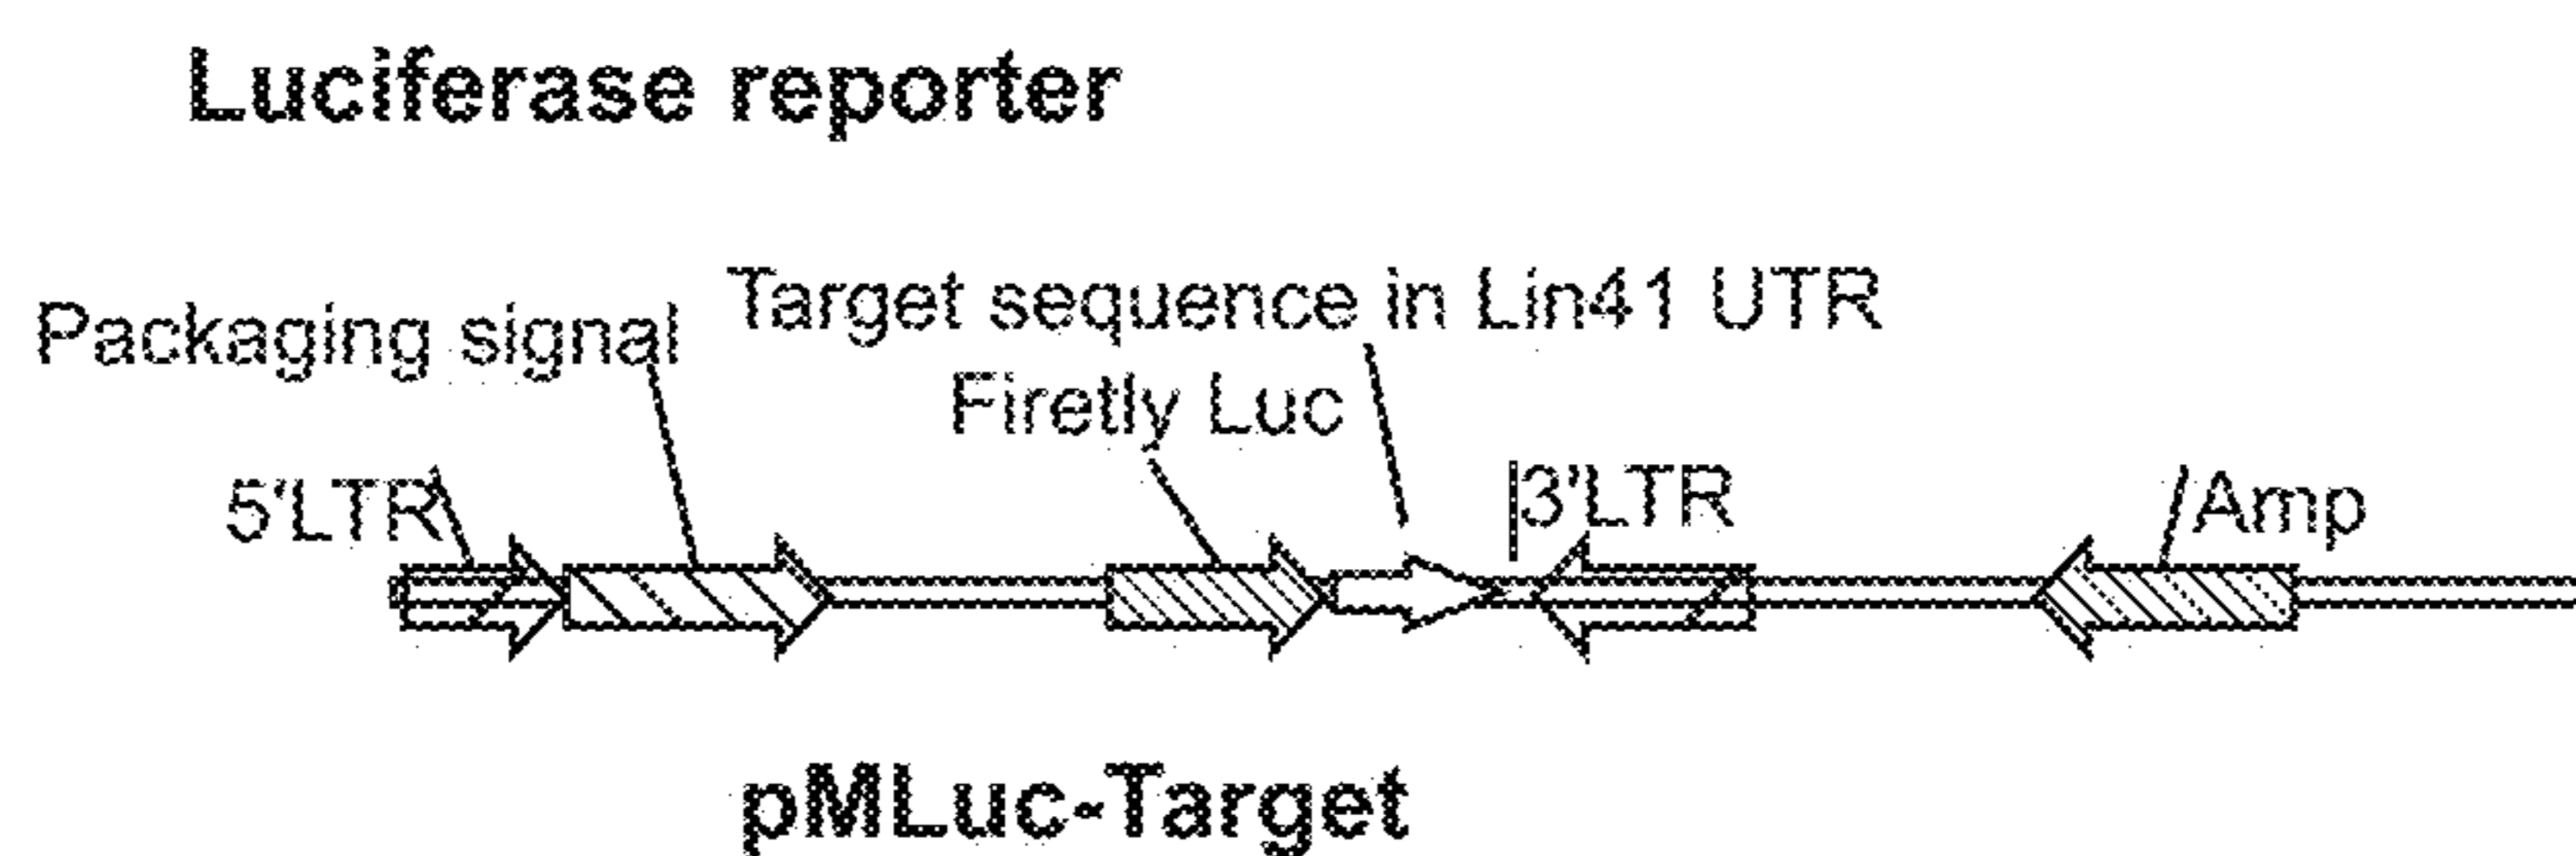 Luciferase reporter
Target sequence in Lin41 UTR
Packaging signal
Firetly Luc
5'LTR
3'LTR
Amp
pMLuc-Target